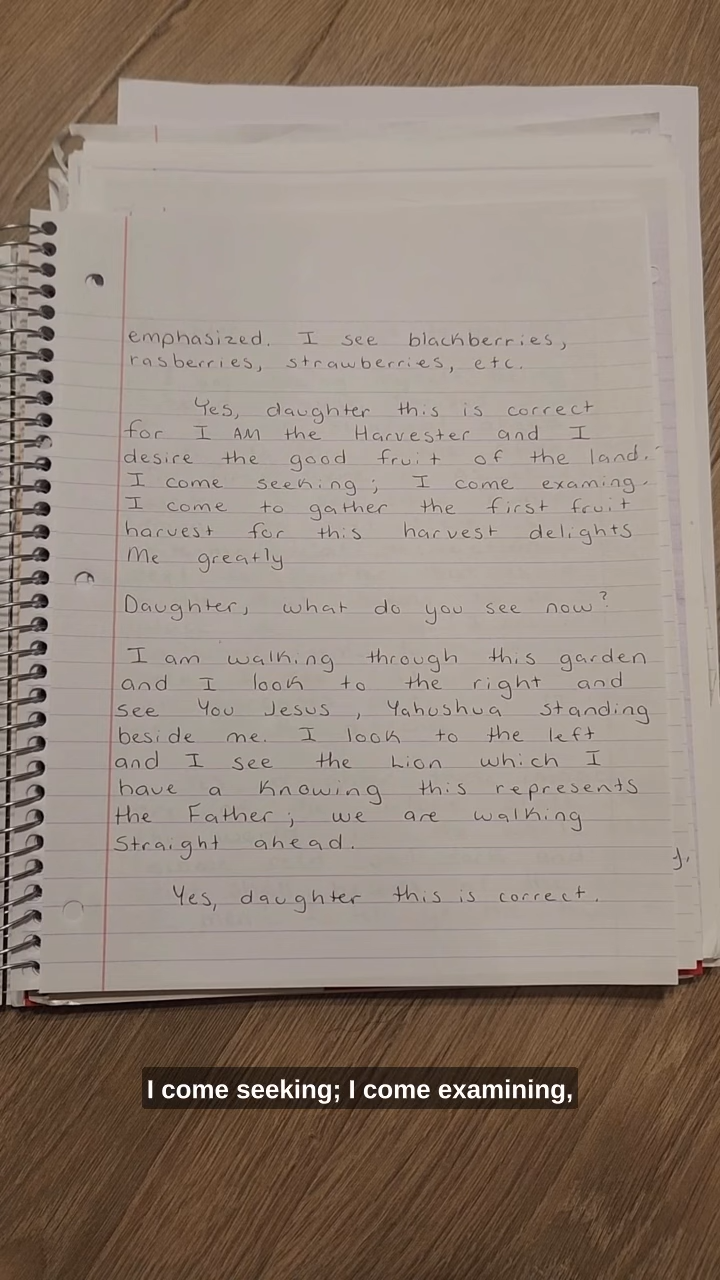 emphasized. I see blackberries,
rasberries, strawberries, etc.
Yes, daughter this is correct
for I AM the Harvester and I
desire the good fruit of the land.
I come seeking; I come examing.
I come to gather the first fruit
harvest for this harvest delights
Me greatly
Daughter, what do you see now?
I am walking through this garden
and I look to the right and
see You Jesus, Yahushua standing
beside me. I look to the left
and I see the Lion which I
have a knowing this represents
the Father; we are walking
straight ahead.
Yes, daughter this is correct.
I come seeking; I come examining,